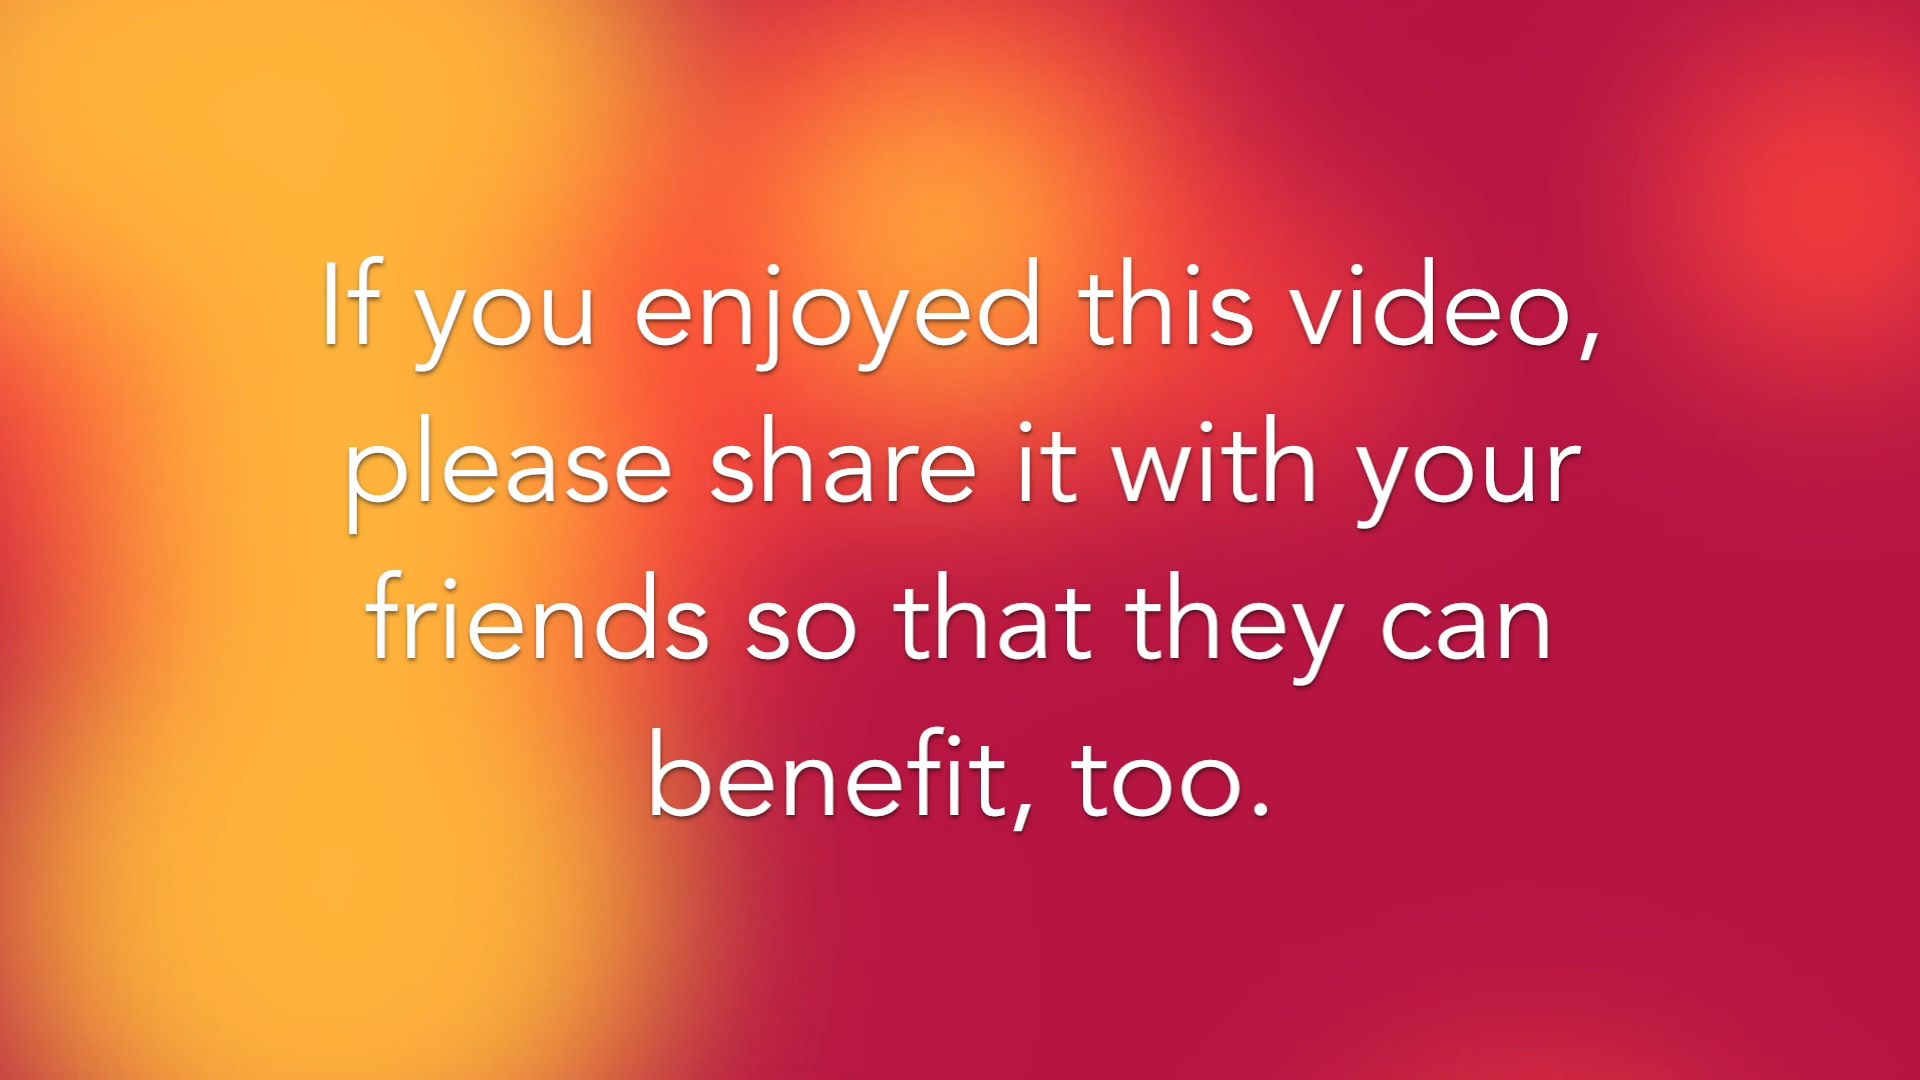 If you enjoyed this video,
please share it with your
friends so that they can
benefit, too.